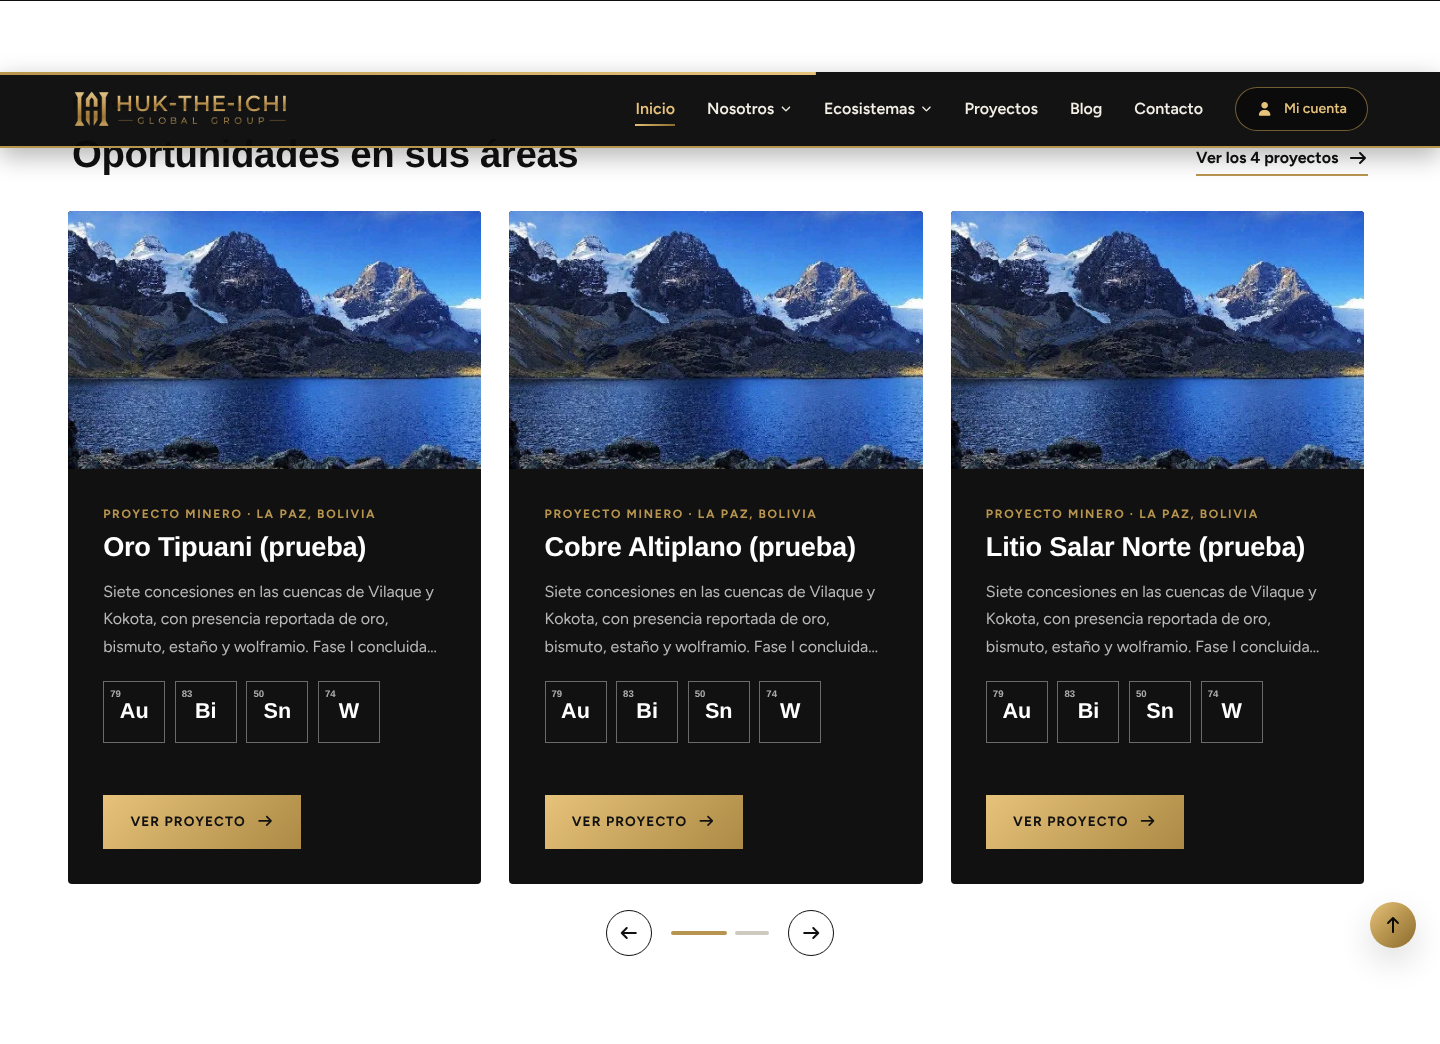 HUK-THE-ICHI
GLOBAL GROUP
Inicio
Nosotros
Ecosistemas
Proyectos
Blog
Contacto
Mi cuenta
Oportunidades en sus áreas
Ver los 4 proyectos
PROYECTO MINERO · LA PAZ, BOLIVIA
Oro Tipuani (prueba)
Siete concesiones en las cuencas de Vilaque y
Kokota, con presencia reportada de oro,
bismuto, estaño y wolframio. Fase I concluida...
79 Au
83 Bi
50 Sn
74 W
VER PROYECTO
PROYECTO MINERO · LA PAZ, BOLIVIA
Cobre Altiplano (prueba)
Siete concesiones en las cuencas de Vilaque y
Kokota, con presencia reportada de oro,
bismuto, estaño y wolframio. Fase I concluida...
79 Au
83 Bi
50 Sn
74 W
VER PROYECTO
PROYECTO MINERO · LA PAZ, BOLIVIA
Litio Salar Norte (prueba)
Siete concesiones en las cuencas de Vilaque y
Kokota, con presencia reportada de oro,
bismuto, estaño y wolframio. Fase I concluida...
79 Au
83 Bi
50 Sn
74 W
VER PROYECTO